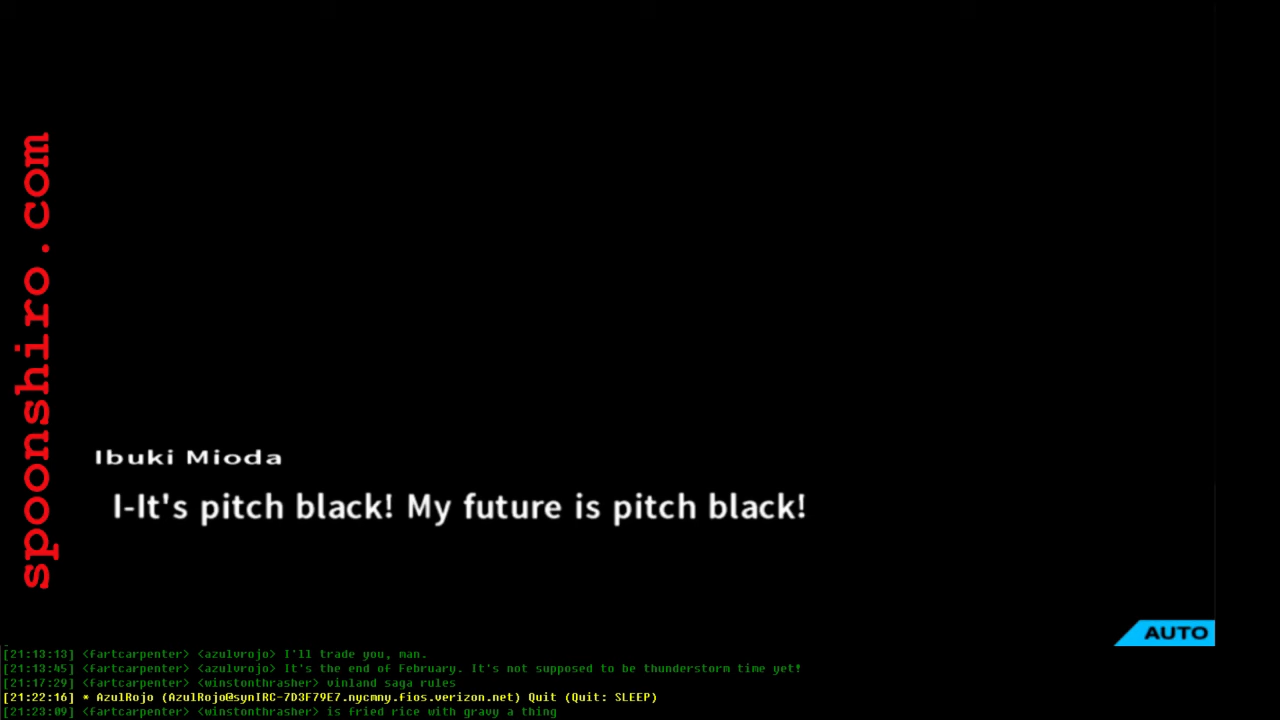 spoonshiro.com
Ibuki Mioda
I-It's pitch black! My future is pitch black!
AUTO
[21:13:13] <fartcarpenter> <azulvrojo> I'll trade you, man.
[21:13:45] <fartcarpenter> <azulvrojo> It's the end of February. It's not supposed to be thunderstorm time yet!
[21:17:29] <fartcarpenter> <winstonthrasher> vinland saga rules
[21:22:16] * AzulRojo (AzulRojo@synIRC-7D3F79E7.nycmny.fios.verizon.net) Quit (Quit: SLEEP)
[21:23:09] <fartcarpenter> <winstonthrasher> is fried rice with gravy a thing